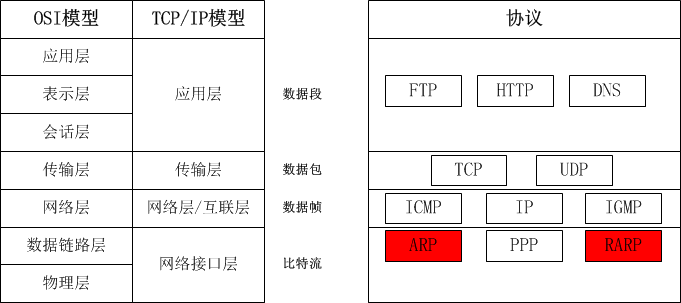 OSI模型 TCP/IP模型 协议
应用层
表示层 应用层 数据段 FTP HTTP DNS
会话层
传输层 传输层 数据包 TCP UDP
网络层 网络层/互联层 数据帧 ICMP IP IGMP
数据链路层 ARP PPP RARP
网络接口层 比特流
物理层